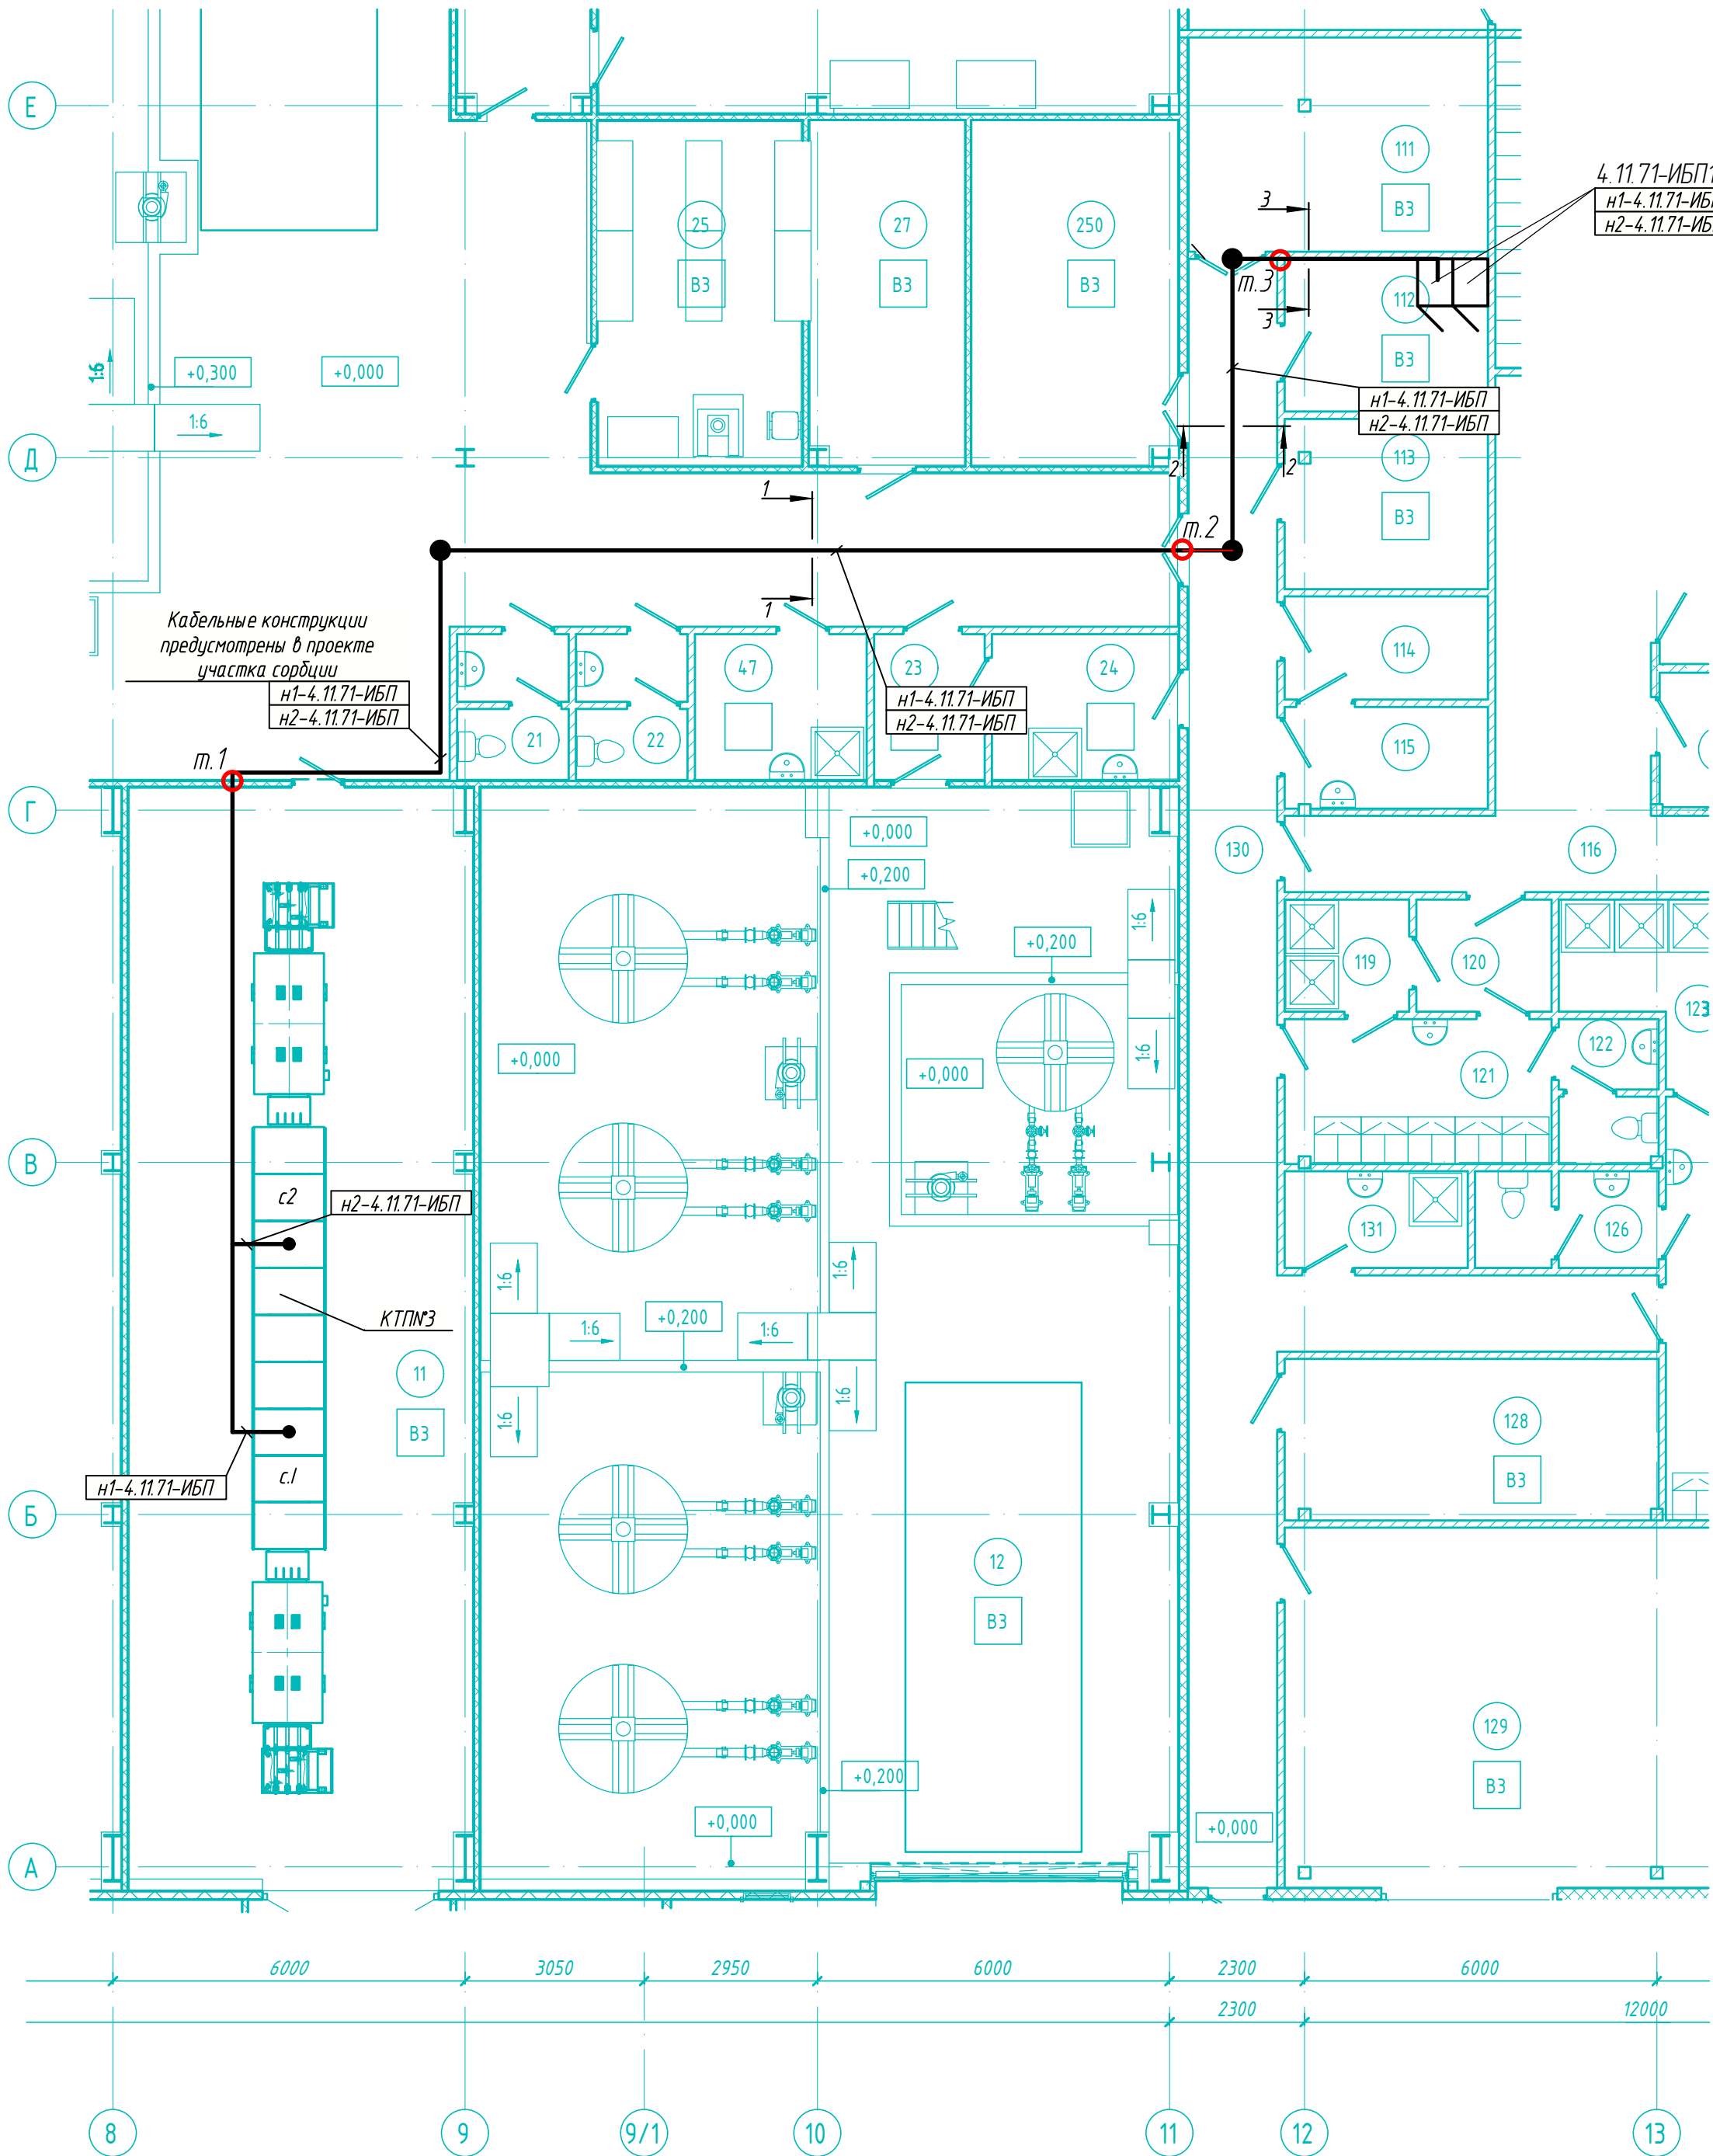 Е
111
В3
4.11.71-ИБП1
н1-4.11.71-ИБП
н2-4.11.71-ИБ
3
25
27
250
В3
В3
В3
т.3
3
112
В3
1:6
+0,300
+0,000
1:6
н1-4.11.71-ИБП
н2-4.11.71-ИБП
Д
113
2
2
1
В3
т.2
1
Кабельные конструкции
предусмотрены в проекте
участка сорбции
н1-4.11.71-ИБП
н2-4.11.71-ИБП
47
23
24
114
н1-4.11.71-ИБП
н2-4.11.71-ИБП
21
22
115
т.1
Г
+0,000
130
116
+0,200
1:6
+0,200
119
120
123
+0,000
+0,000
1:6
122
121
В
с2
н2-4.11.71-ИБП
131
126
1:6
1:6
КТП№3
+0,200
1:6
1:6
11
1:6
1:6
В3
128
В3
с.1
н1-4.11.71-ИБП
Б
12
В3
129
В3
+0,200
+0,000
+0,000
А
6000
3050
2950
6000
2300
6000
2300
12000
8
9
9/1
10
11
12
13